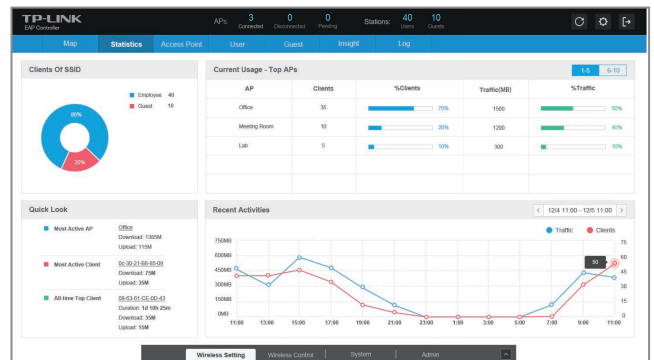 TP-LINK
EAP Controller
APs: 3 Connected 0 Disconnected 0 Pending Stations: 40 Users 10 Guests
Map Statistics Access Point User Guest Insight Log
Clients Of SSID
Employee 40
Guest 10
80%
20%
Current Usage - Top APs
1-5 6-10
AP Clients %Clients Traffic(MB) %Traffic
Office 35 70% 1500 50%
Meeting Room 10 20% 1200 40%
Lab 5 10% 300 10%
Quick Look
Most Active AP Office
Download: 1385M
Upload: 115M
Most Active Client 0c-30-21-B8-85-09
Download: 75M
Upload: 35M
All-time Top Client 08-63-61-CE-0D-43
Duration: 1d 10h 25m
Download: 35M
Upload: 15M
Recent Activities
< 12/4 11:00 - 12/5 11:00 >
Traffic Clients
750MB 75
600MB 60
50
450MB 45
300MB 30
150MB 15
0MB 0
11:00 13:00 15:00 17:00 19:00 21:00 23:00 1:00 3:00 5:00 7:00 9:00 11:00
Wireless Setting Wireless Control System Admin